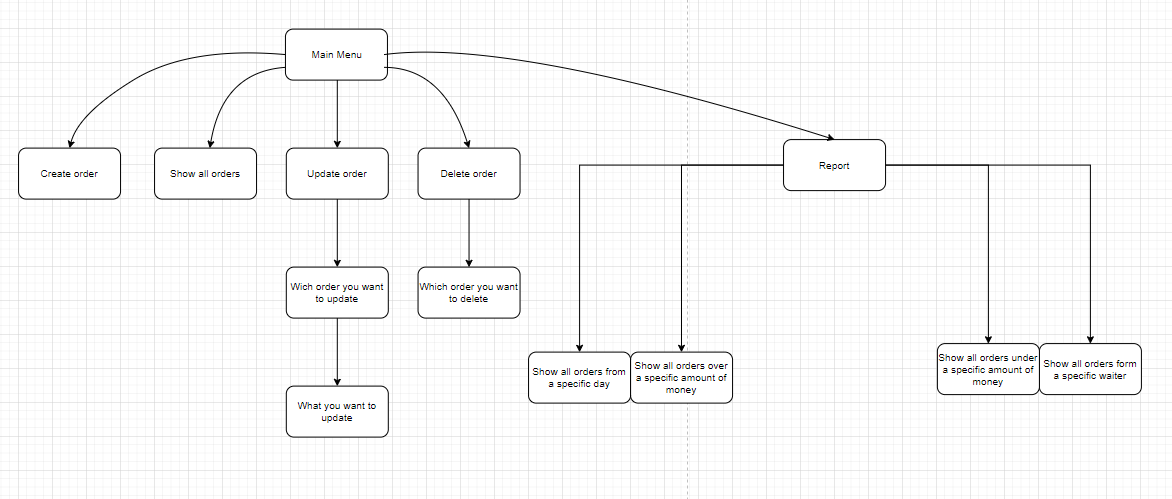 Main Menu
Create order
Show all orders
Update order
Delete order
Report
Wich order you want
to update
Which order you want
to delete
Show all orders from
a specific day
Show all orders over
a specific amount of
money
Show all orders under
a specific amount of
money
Show all orders form
a specific waiter
What you want to
update